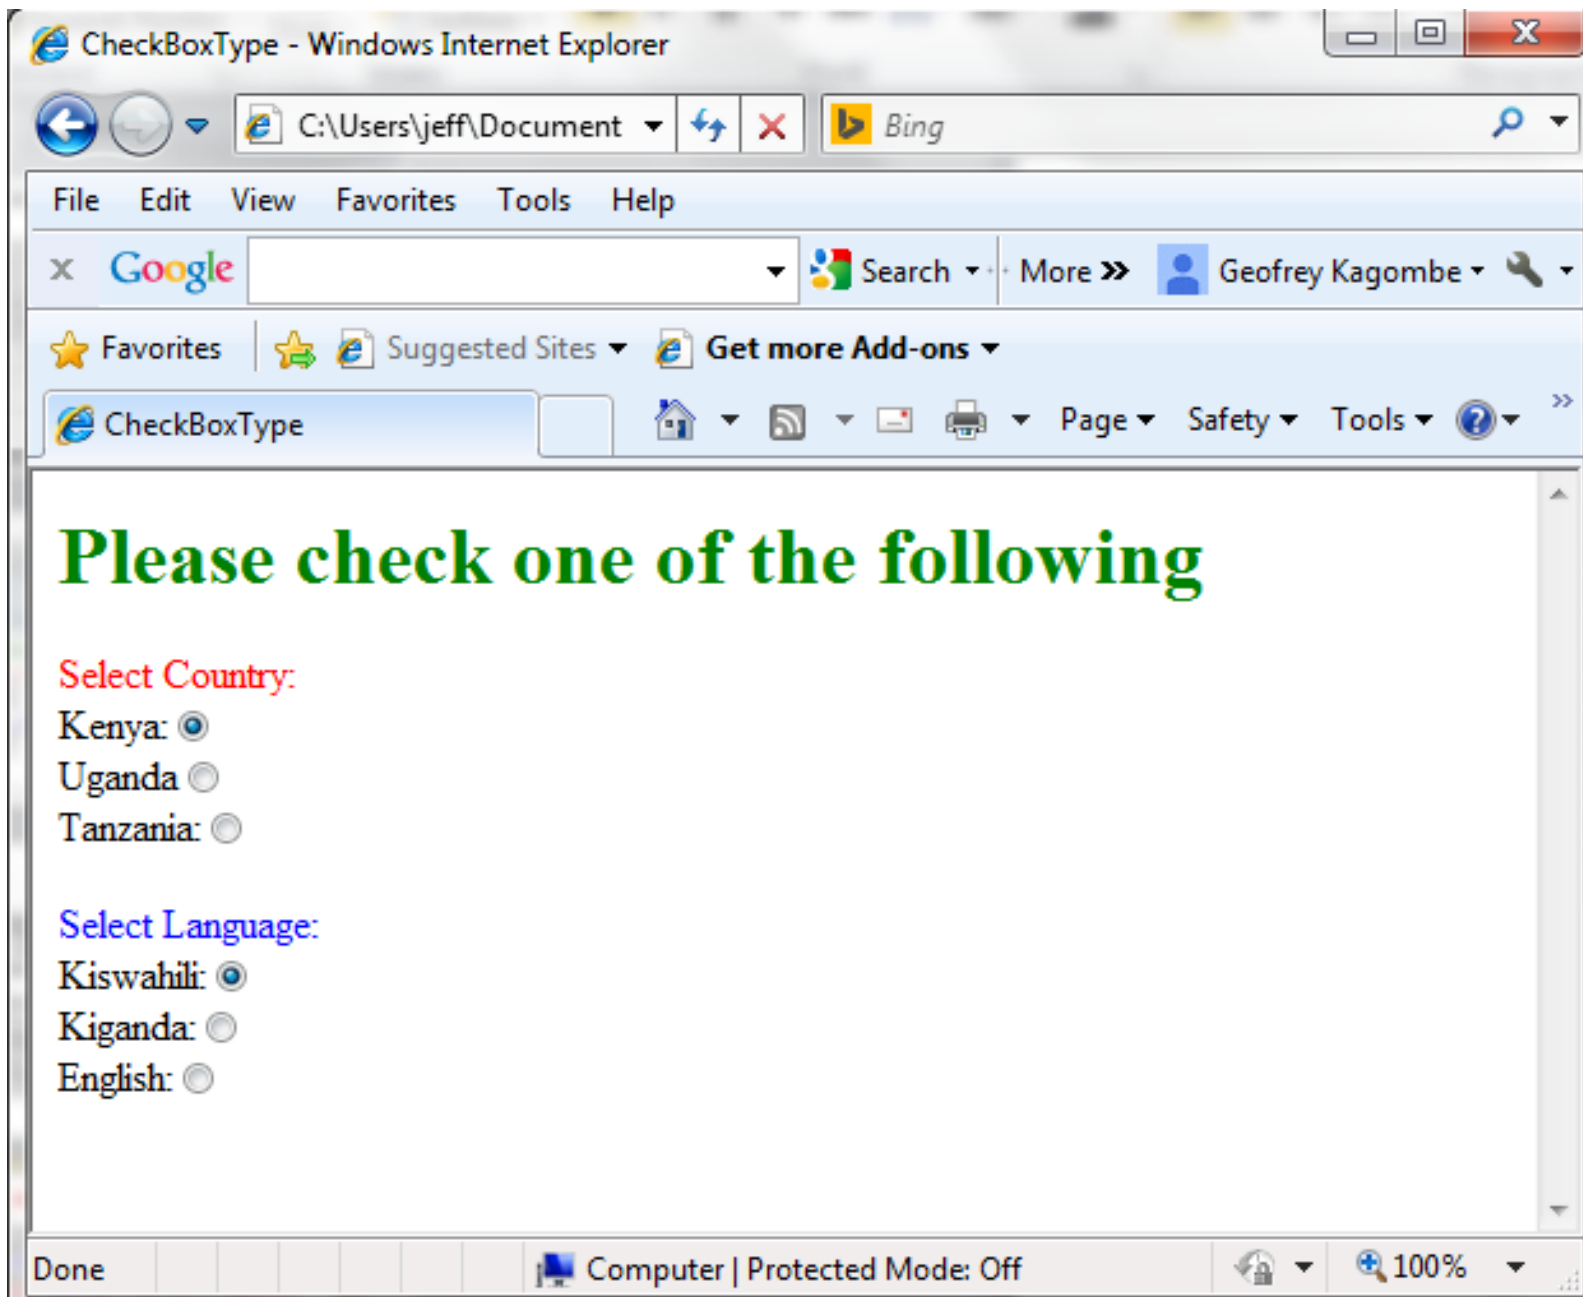 CheckBoxType - Windows Internet Explorer
C:\Users\jeff\Document Bing
File Edit View Favorites Tools Help
x Google Search More >> Geofrey Kagombe
Favorites Suggested Sites Get more Add-ons
CheckBoxType Page Safety Tools >>
Please check one of the following
Select Country:
Kenya:
Uganda
Tanzania:
Select Language:
Kiswahili:
Kiganda:
English:
Done Computer | Protected Mode: Off 100%